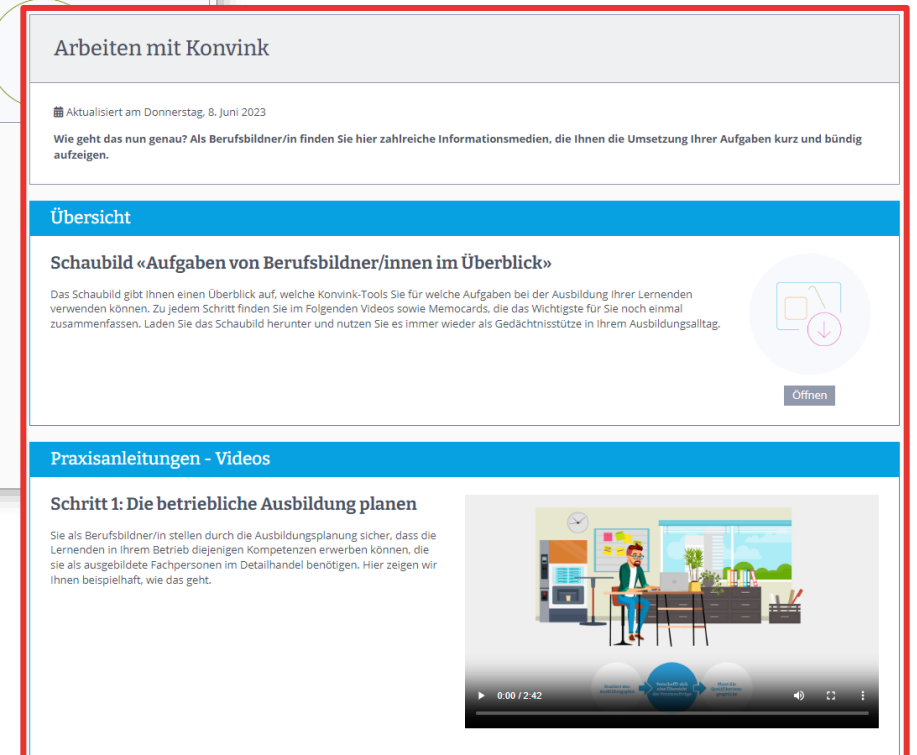 Arbeiten mit Konvink
Aktualisiert am Donnerstag, 8. Juni 2023
Wie geht das nun genau? Als Berufsbildner/in finden Sie hier zahlreiche Informationsmedien, die Ihnen die Umsetzung Ihrer Aufgaben kurz und bündig
aufzeigen.
Übersicht
Schaubild «Aufgaben von Berufsbildner/innen im Überblick»
Das Schaubild gibt Ihnen einen Überblick auf, welche Konvink-Tools Sie für welche Aufgaben bei der Ausbildung Ihrer Lernenden
verwenden können. Zu jedem Schritt finden Sie im Folgenden Videos sowie Memocards, die das Wichtigste für Sie noch einmal
zusammenfassen. Laden Sie das Schaubild herunter und nutzen Sie es immer wieder als Gedächtnisstütze in Ihrem Ausbildungsalltag.
Öffnen
Praxisanleitungen - Videos
Schritt 1: Die betriebliche Ausbildung planen
Sie als Berufsbildner/in stellen durch die Ausbildungsplanung sicher, dass die
Lernenden in Ihrem Betrieb diejenigen Kompetenzen erwerben können, die
sie als ausgebildete Fachpersonen im Detailhandel benötigen. Hier zeigen wir
Ihnen beispielhaft, wie das geht.
0:00 / 2:42